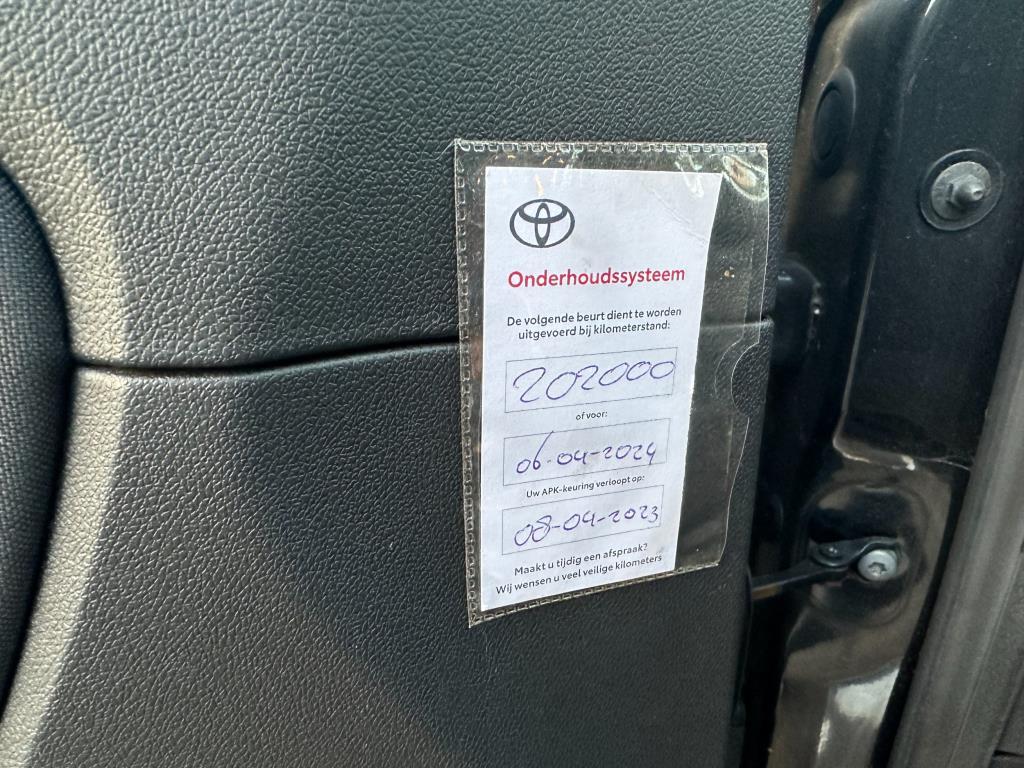 Onderhoudssysteem
De volgende beurt dient te worden
uitgevoerd bij kilometerstand:
202000
of voor:
06-04-2024
Uw APK-keuring verloopt op:
08-04-2023
Maakt u tijdig een afspraak?
Wij wensen u veel veilige kilometers